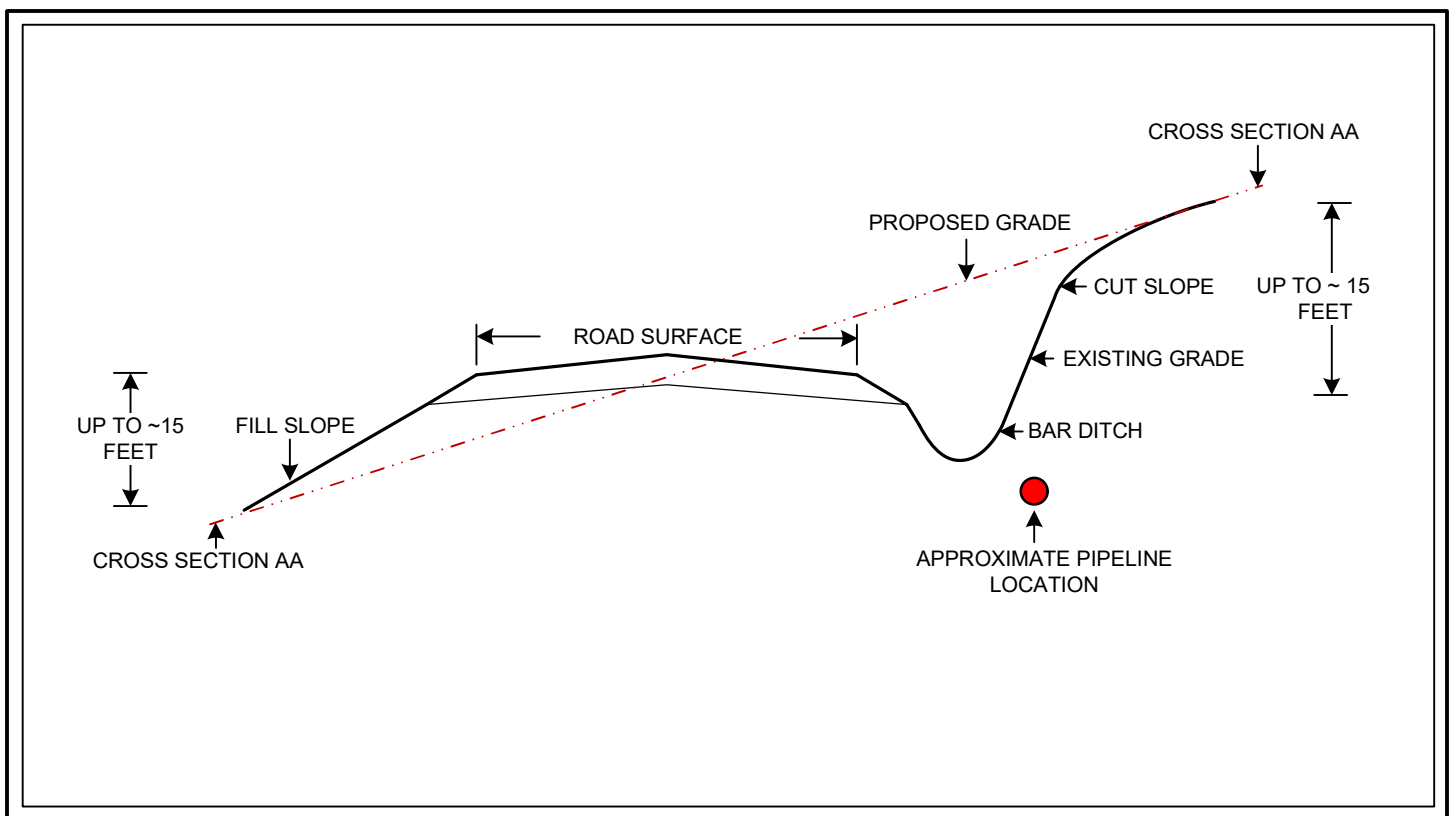 CROSS SECTION AA
PROPOSED GRADE
CUT SLOPE
UP TO ~ 15
FEET
ROAD SURFACE
EXISTING GRADE
UP TO ~15
FEET
FILL SLOPE
BAR DITCH
CROSS SECTION AA
APPROXIMATE PIPELINE
LOCATION